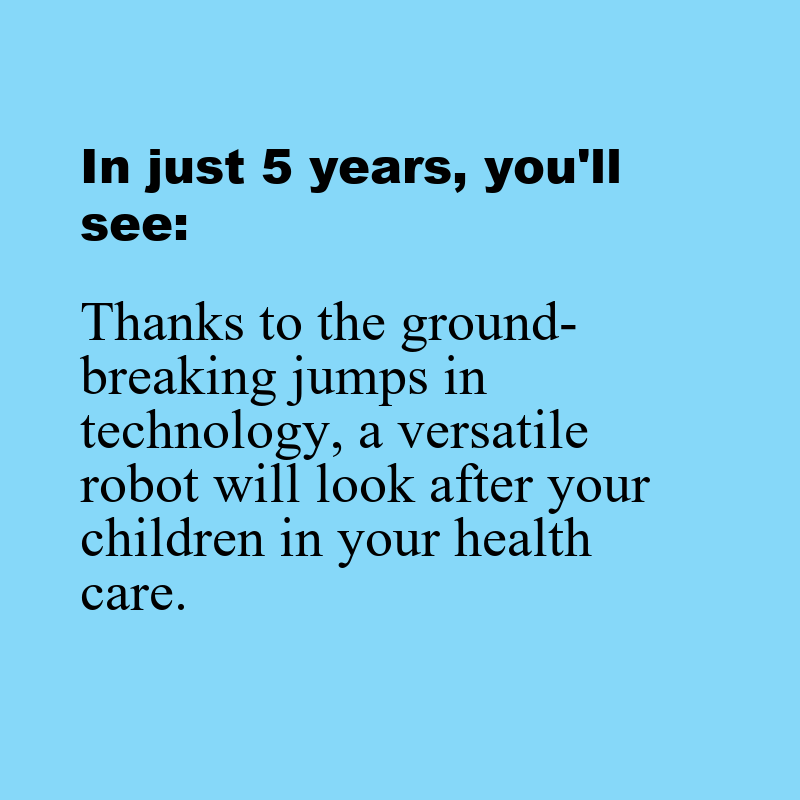 In just 5 years, you'll
see:
Thanks to the ground-
breaking jumps in
technology, a versatile
robot will look after your
children in your health
care.